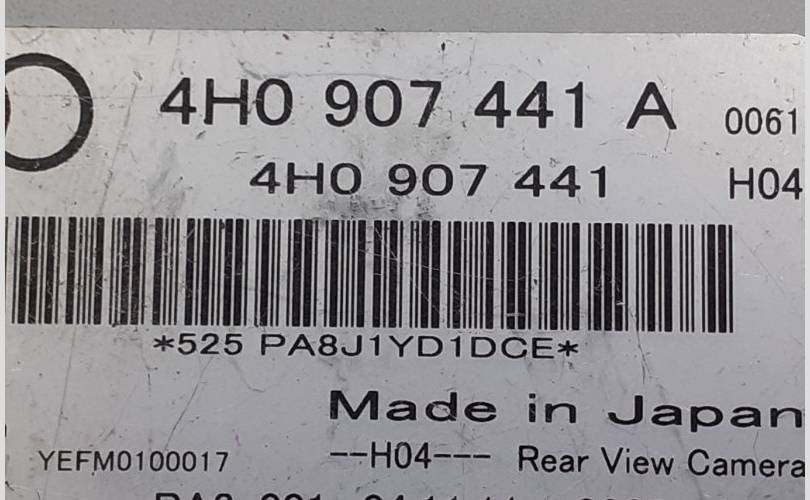 4H0 907 441 A 0061
4H0 907 441 H04
*525 PA8J1YD1DCE*
Made in Japan
YEFM0100017 --H04--- Rear View Camera